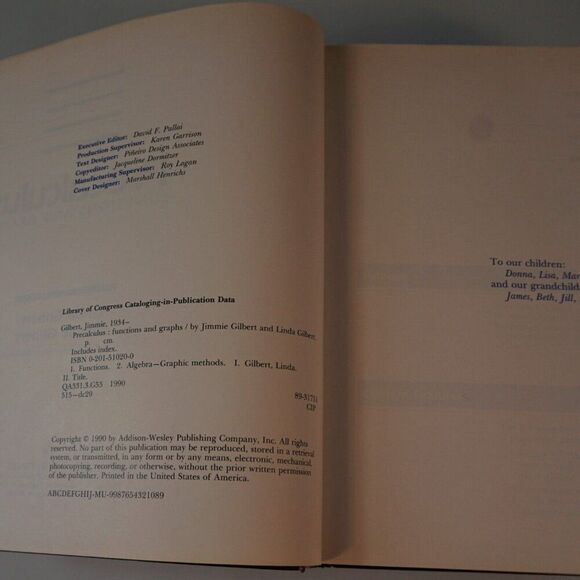 Executive Editor: David F. Pallai
Production Supervisor: Karen Garrison
Text Designer: Piñeiro Design Associates
Copyeditor: Jacqueline Dormitzer
Manufacturing Supervisor: Roy Logan
Cover Designer: Marshall Henrichs
Library of Congress Cataloging-in-Publication Data
Gilbert, Jimmie, 1934–
Precalculus : functions and graphs / by Jimmie Gilbert and Linda Gilbert.
p. cm.
Includes index.
ISBN 0-201-51020-0
1. Functions. 2. Algebra—Graphic methods. I. Gilbert, Linda.
II. Title.
QA331.3.G55 1990
515—dc20 89-31711
CIP
Copyright © 1990 by Addison-Wesley Publishing Company, Inc. All rights
reserved. No part of this publication may be reproduced, stored in a retrieval
system, or transmitted, in any form or by any means, electronic, mechanical,
photocopying, recording, or otherwise, without the prior written permission
of the publisher. Printed in the United States of America.
ABCDEFGHIJ-MU-9987654321089
To our children:
Donna, Lisa, Mar
and our grandchild
James, Beth, Jill,